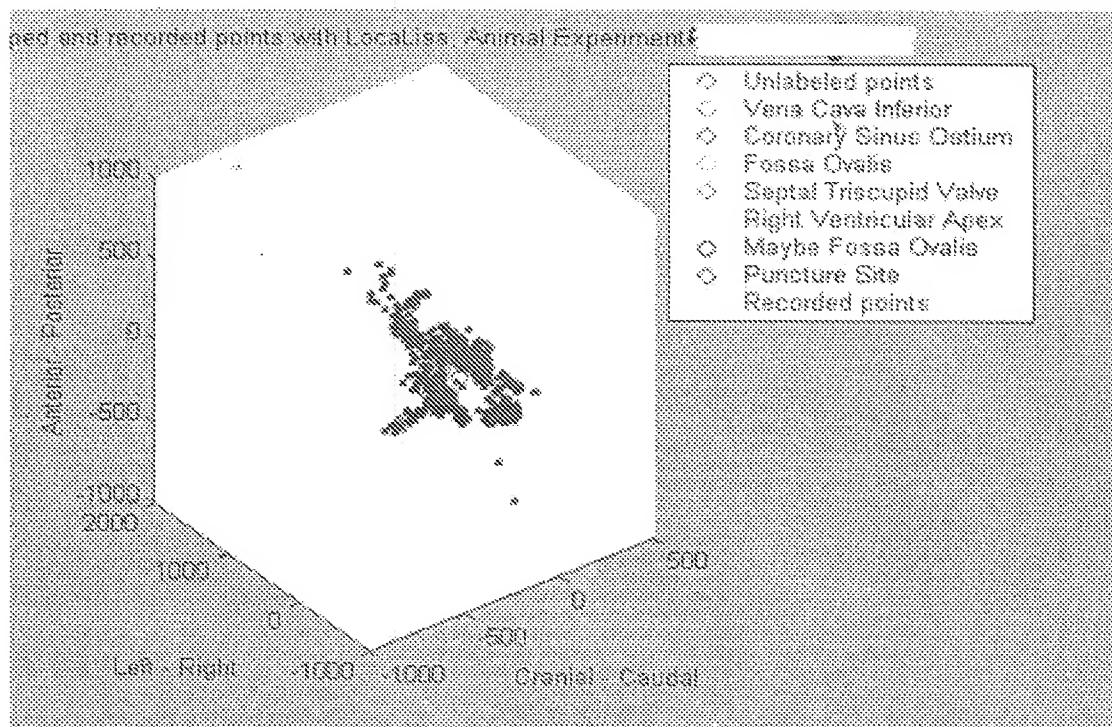 ped and recorded points with LocaLiss Animal Experiment
Unlabeled points
Vena Cava Inferior
Coronary Sinus Ostium
Fossa Ovalis
Septal Triscupid Valve
Right Ventricular Apex
Maybe Fossa Ovalis
Puncture Site
Recorded points
1000
500
0
-500
-1000
Anterior Posterior
2000
1000
0
-1000
Left - Right
-1000
-500
0
500
Cranial - Caudal